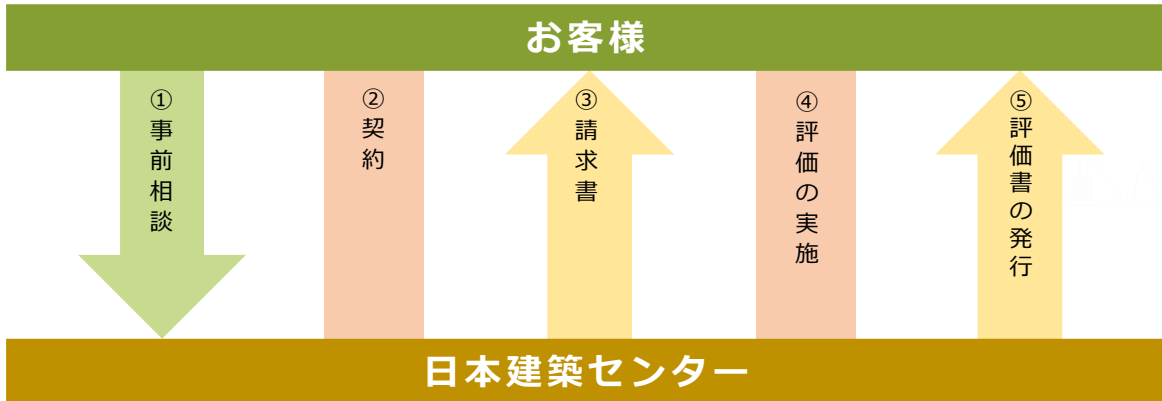 お客様
①事前相談
②契約
③請求書
④評価の実施
⑤評価書の発行
日本建築センター